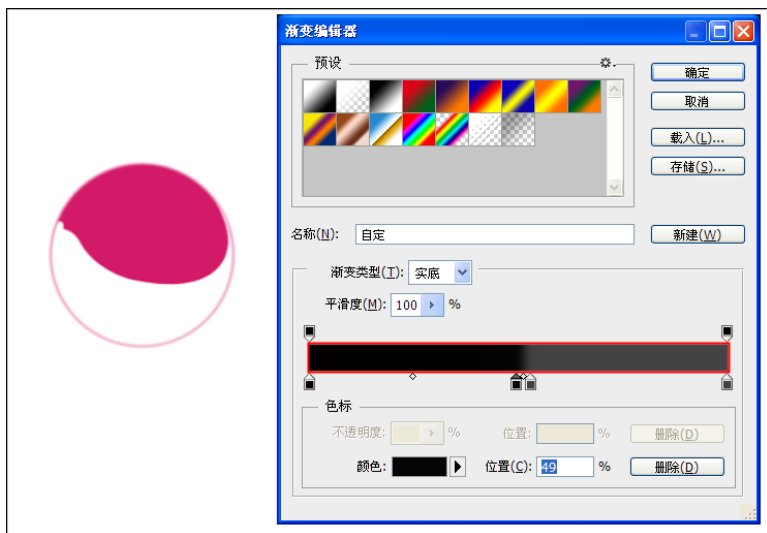 渐变编辑器
预设
确定
取消
载入(L)...
存储(S)...
名称(N): 自定 新建(W)
渐变类型(T): 实底
平滑度(M): 100 %
色标
不透明度: % 位置: % 删除(D)
颜色: 位置(C): 49 % 删除(D)